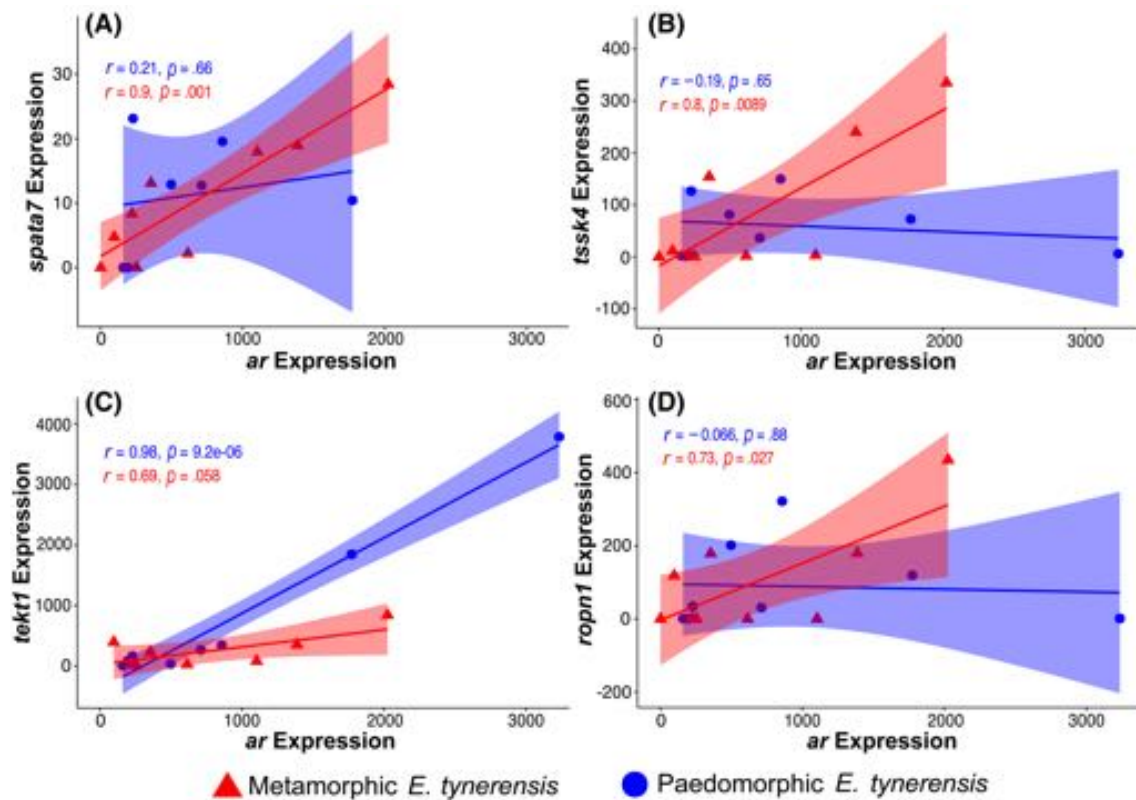 (A)
r = 0.21, p = .66
r = 0.9, p = .001
30
20
10
0
spata7 Expression
0 1000 2000 3000
ar Expression
(B)
r = −0.19, p = .65
r = 0.8, p = .0089
400
300
200
100
0
-100
tssk4 Expression
0 1000 2000 3000
ar Expression
(C)
r = 0.98, p = 9.2e-06
r = 0.69, p = .058
4000
3000
2000
1000
0
tekt1 Expression
0 1000 2000 3000
ar Expression
(D)
r = −0.066, p = .88
r = 0.73, p = .027
600
400
200
0
-200
ropn1 Expression
0 1000 2000 3000
ar Expression
Metamorphic E. tynerensis Paedomorphic E. tynerensis